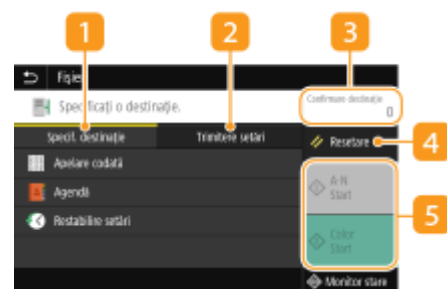 1
2
3
Fișier
Specificați o destinație.
Confirmare destinație
0
Specif. destinație
Trimitere setări
Resetare
4
Apelare codată
Agendă
Restabilire setări
A-N
Start
5
Color
Start
Monitor stare